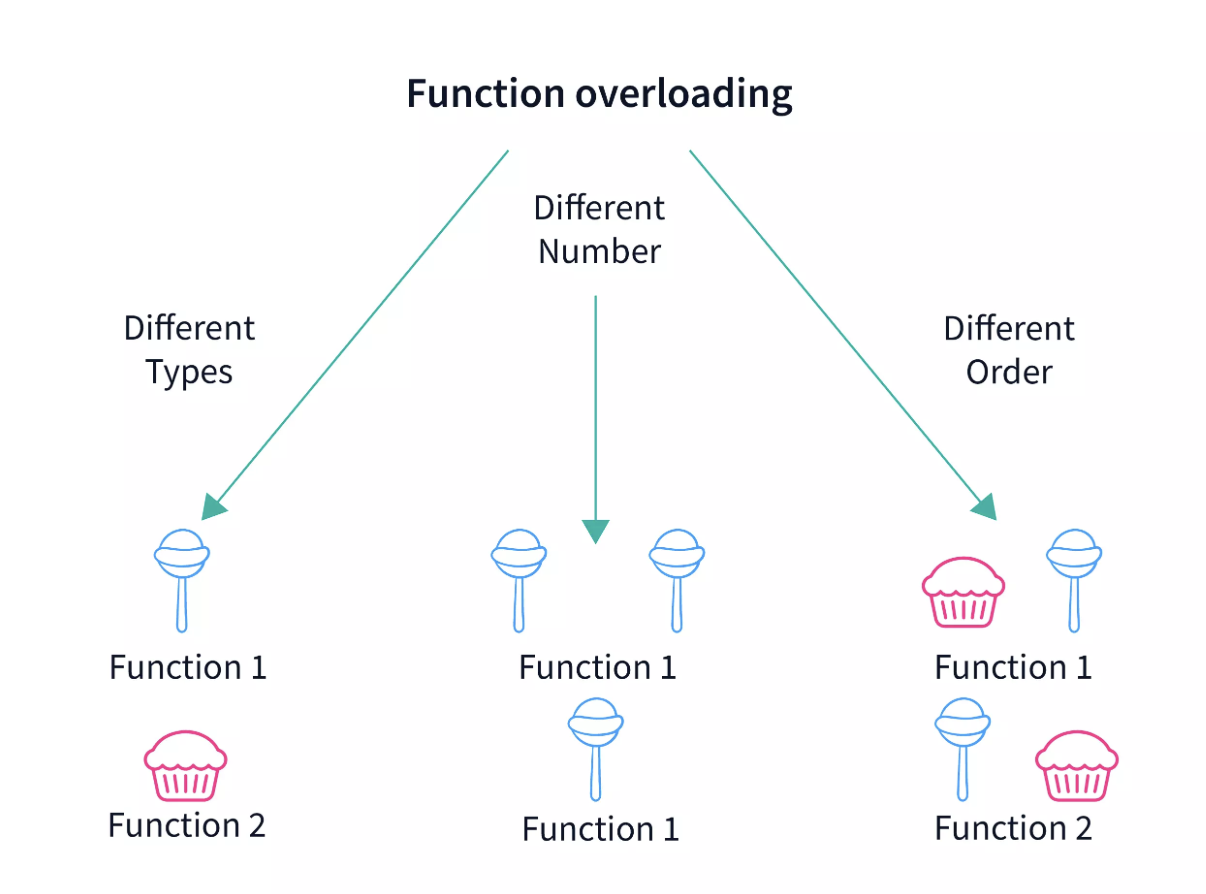 Function overloading
Different
Number
Different
Types
Different
Order
Function 1
Function 1
Function 1
Function 2
Function 1
Function 2